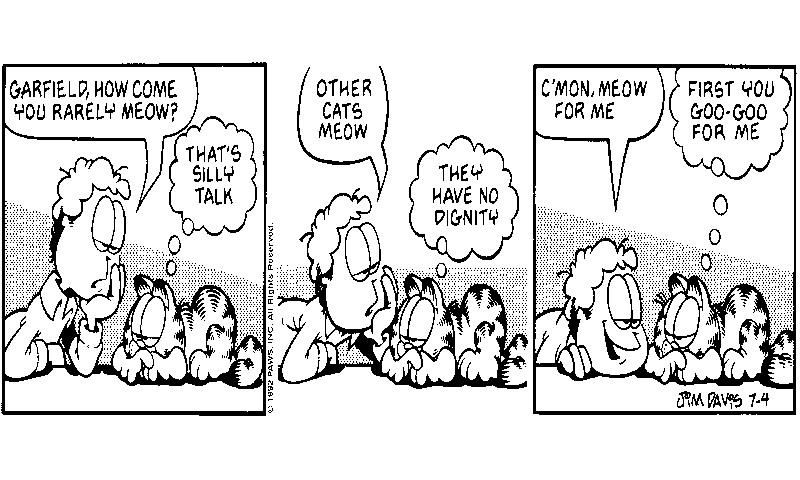 GARFIELD, HOW COME
YOU RARELY MEOW?
THAT'S
SILLY
TALK
© 1992 PAWS, INC. All Rights Reserved.
OTHER
CATS
MEOW
THEY
HAVE NO
DIGNITY
C'MON, MEOW
FOR ME
FIRST YOU
GOO-GOO
FOR ME
JIM DAVIS 7-4